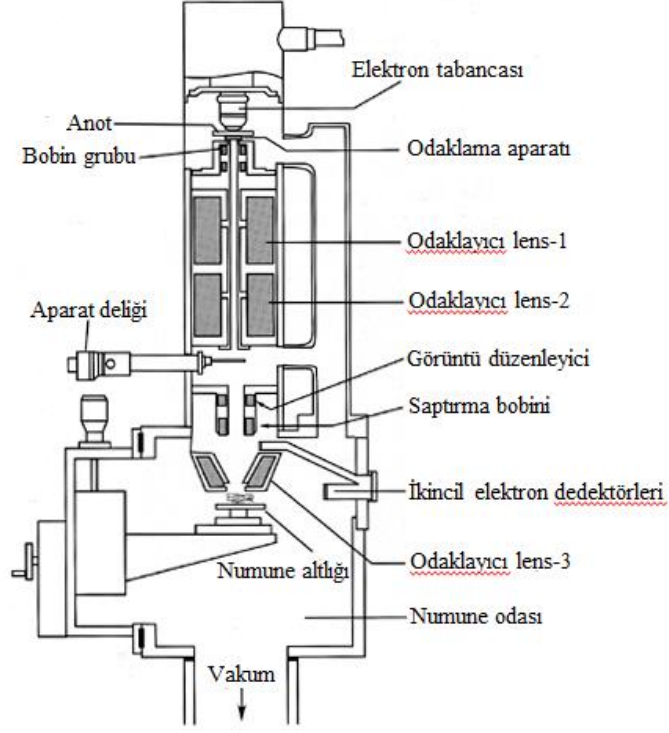 Elektron tabancası
Anot
Bobin grubu
Odaklama aparatı
Odaklayıcı lens-1
Odaklayıcı lens-2
Aparat deliği
Görüntü düzenleyici
Saptırma bobini
İkincil elektron dedektörleri
Odaklayıcı lens-3
Numune altlığı
Numune odası
Vakum